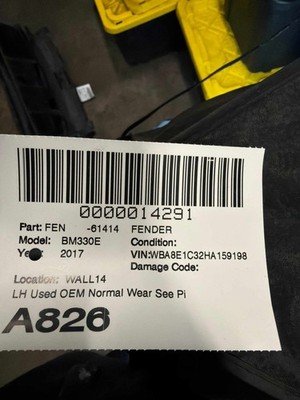 0000014291
Part: FEN -61414 FENDER
Model: BM330E Condition:
2017 VIN:WBA8E1C32HA159198
Damage Code:
Location: WALL14
LH Used OEM Normal Wear See Pi
A826